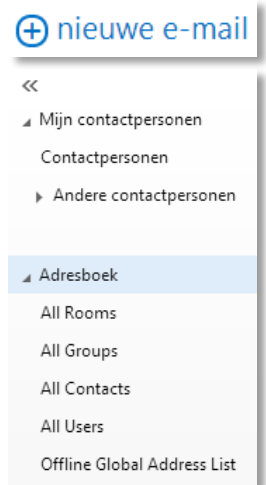 nieuwe e-mail
«
Mijn contactpersonen
Contactpersonen
Andere contactpersonen
Adresboek
All Rooms
All Groups
All Contacts
All Users
Offline Global Address List